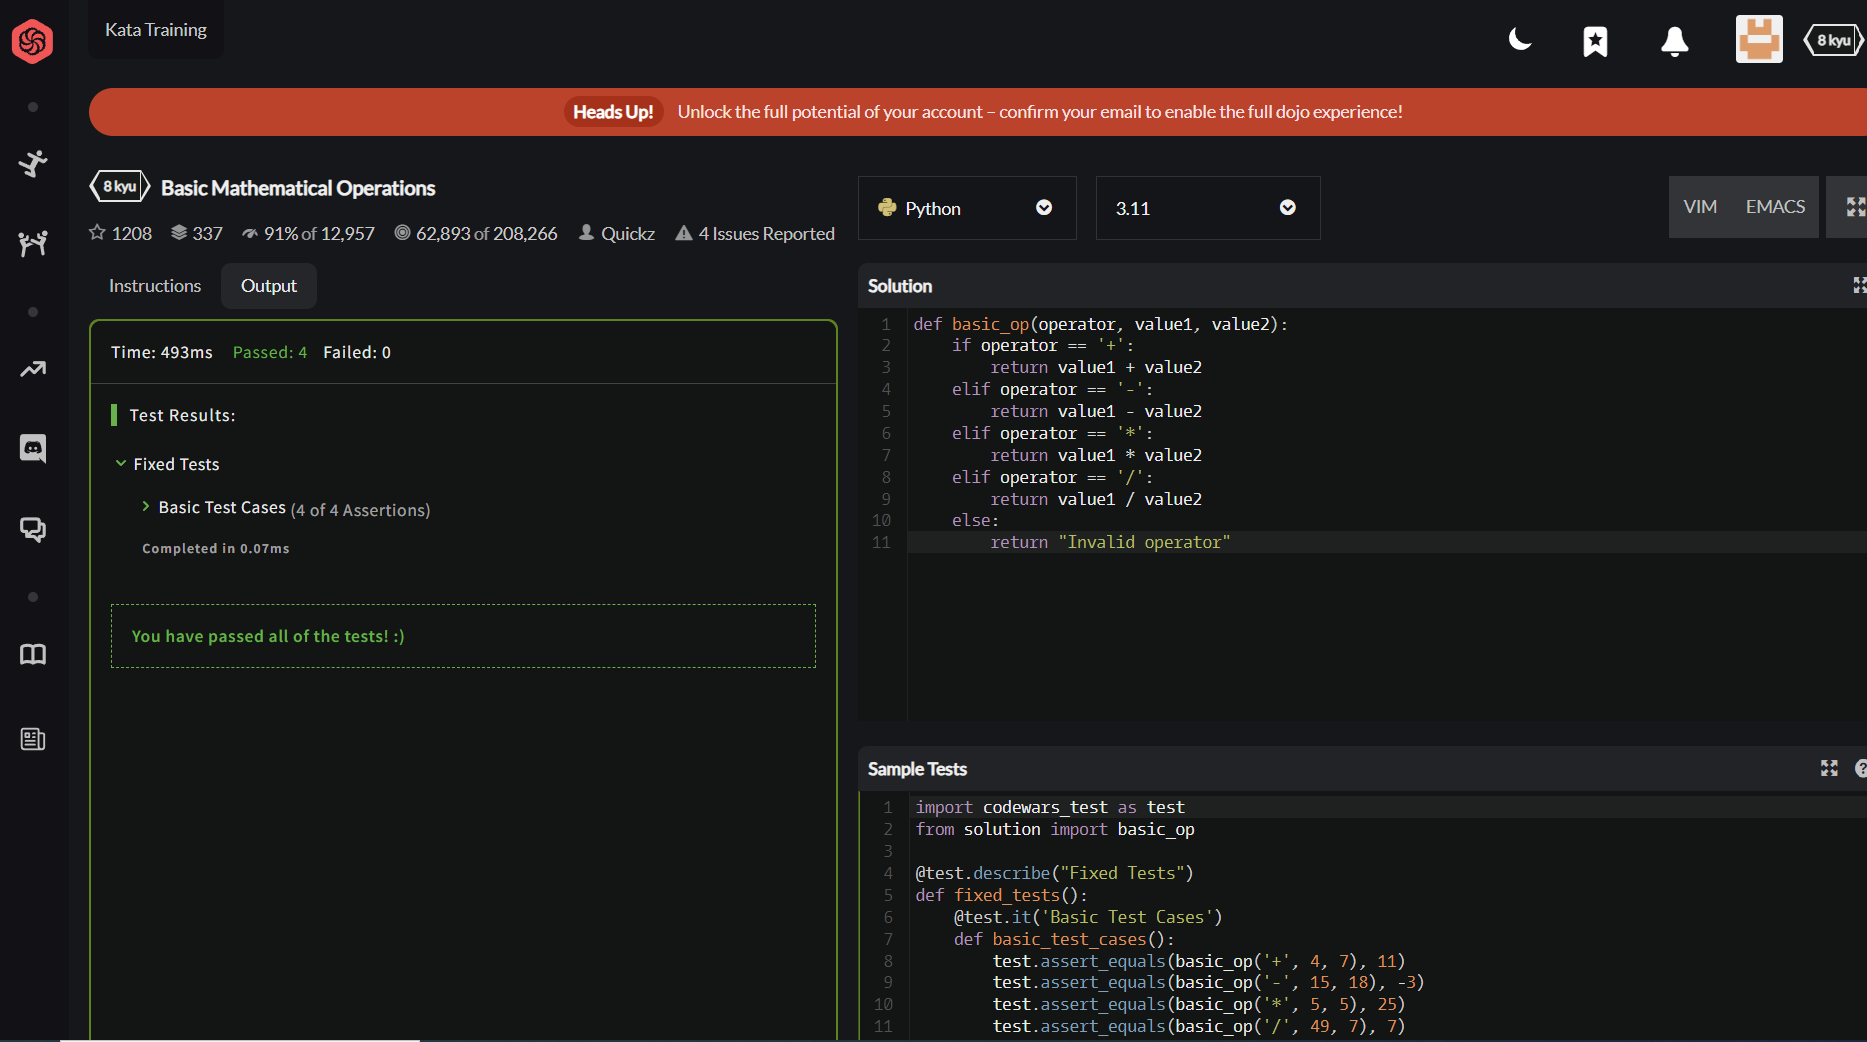 Kata Training
8 kyu
Heads Up! Unlock the full potential of your account – confirm your email to enable the full dojo experience!
8 kyu Basic Mathematical Operations
1208 337 91% of 12,957 62,893 of 208,266 Quickz 4 Issues Reported
Python 3.11 VIM EMACS
Instructions Output
Time: 493ms Passed: 4 Failed: 0
Test Results:
Fixed Tests
Basic Test Cases (4 of 4 Assertions)
Completed in 0.07ms
You have passed all of the tests! :)
Solution
1 def basic_op(operator, value1, value2):
2     if operator == '+':
3         return value1 + value2
4     elif operator == '-':
5         return value1 - value2
6     elif operator == '*':
7         return value1 * value2
8     elif operator == '/':
9         return value1 / value2
10     else:
11         return "Invalid operator"
Sample Tests ?
1 import codewars_test as test
2 from solution import basic_op
3
4 @test.describe("Fixed Tests")
5 def fixed_tests():
6     @test.it('Basic Test Cases')
7     def basic_test_cases():
8         test.assert_equals(basic_op('+', 4, 7), 11)
9         test.assert_equals(basic_op('-', 15, 18), -3)
10         test.assert_equals(basic_op('*', 5, 5), 25)
11         test.assert_equals(basic_op('/', 49, 7), 7)